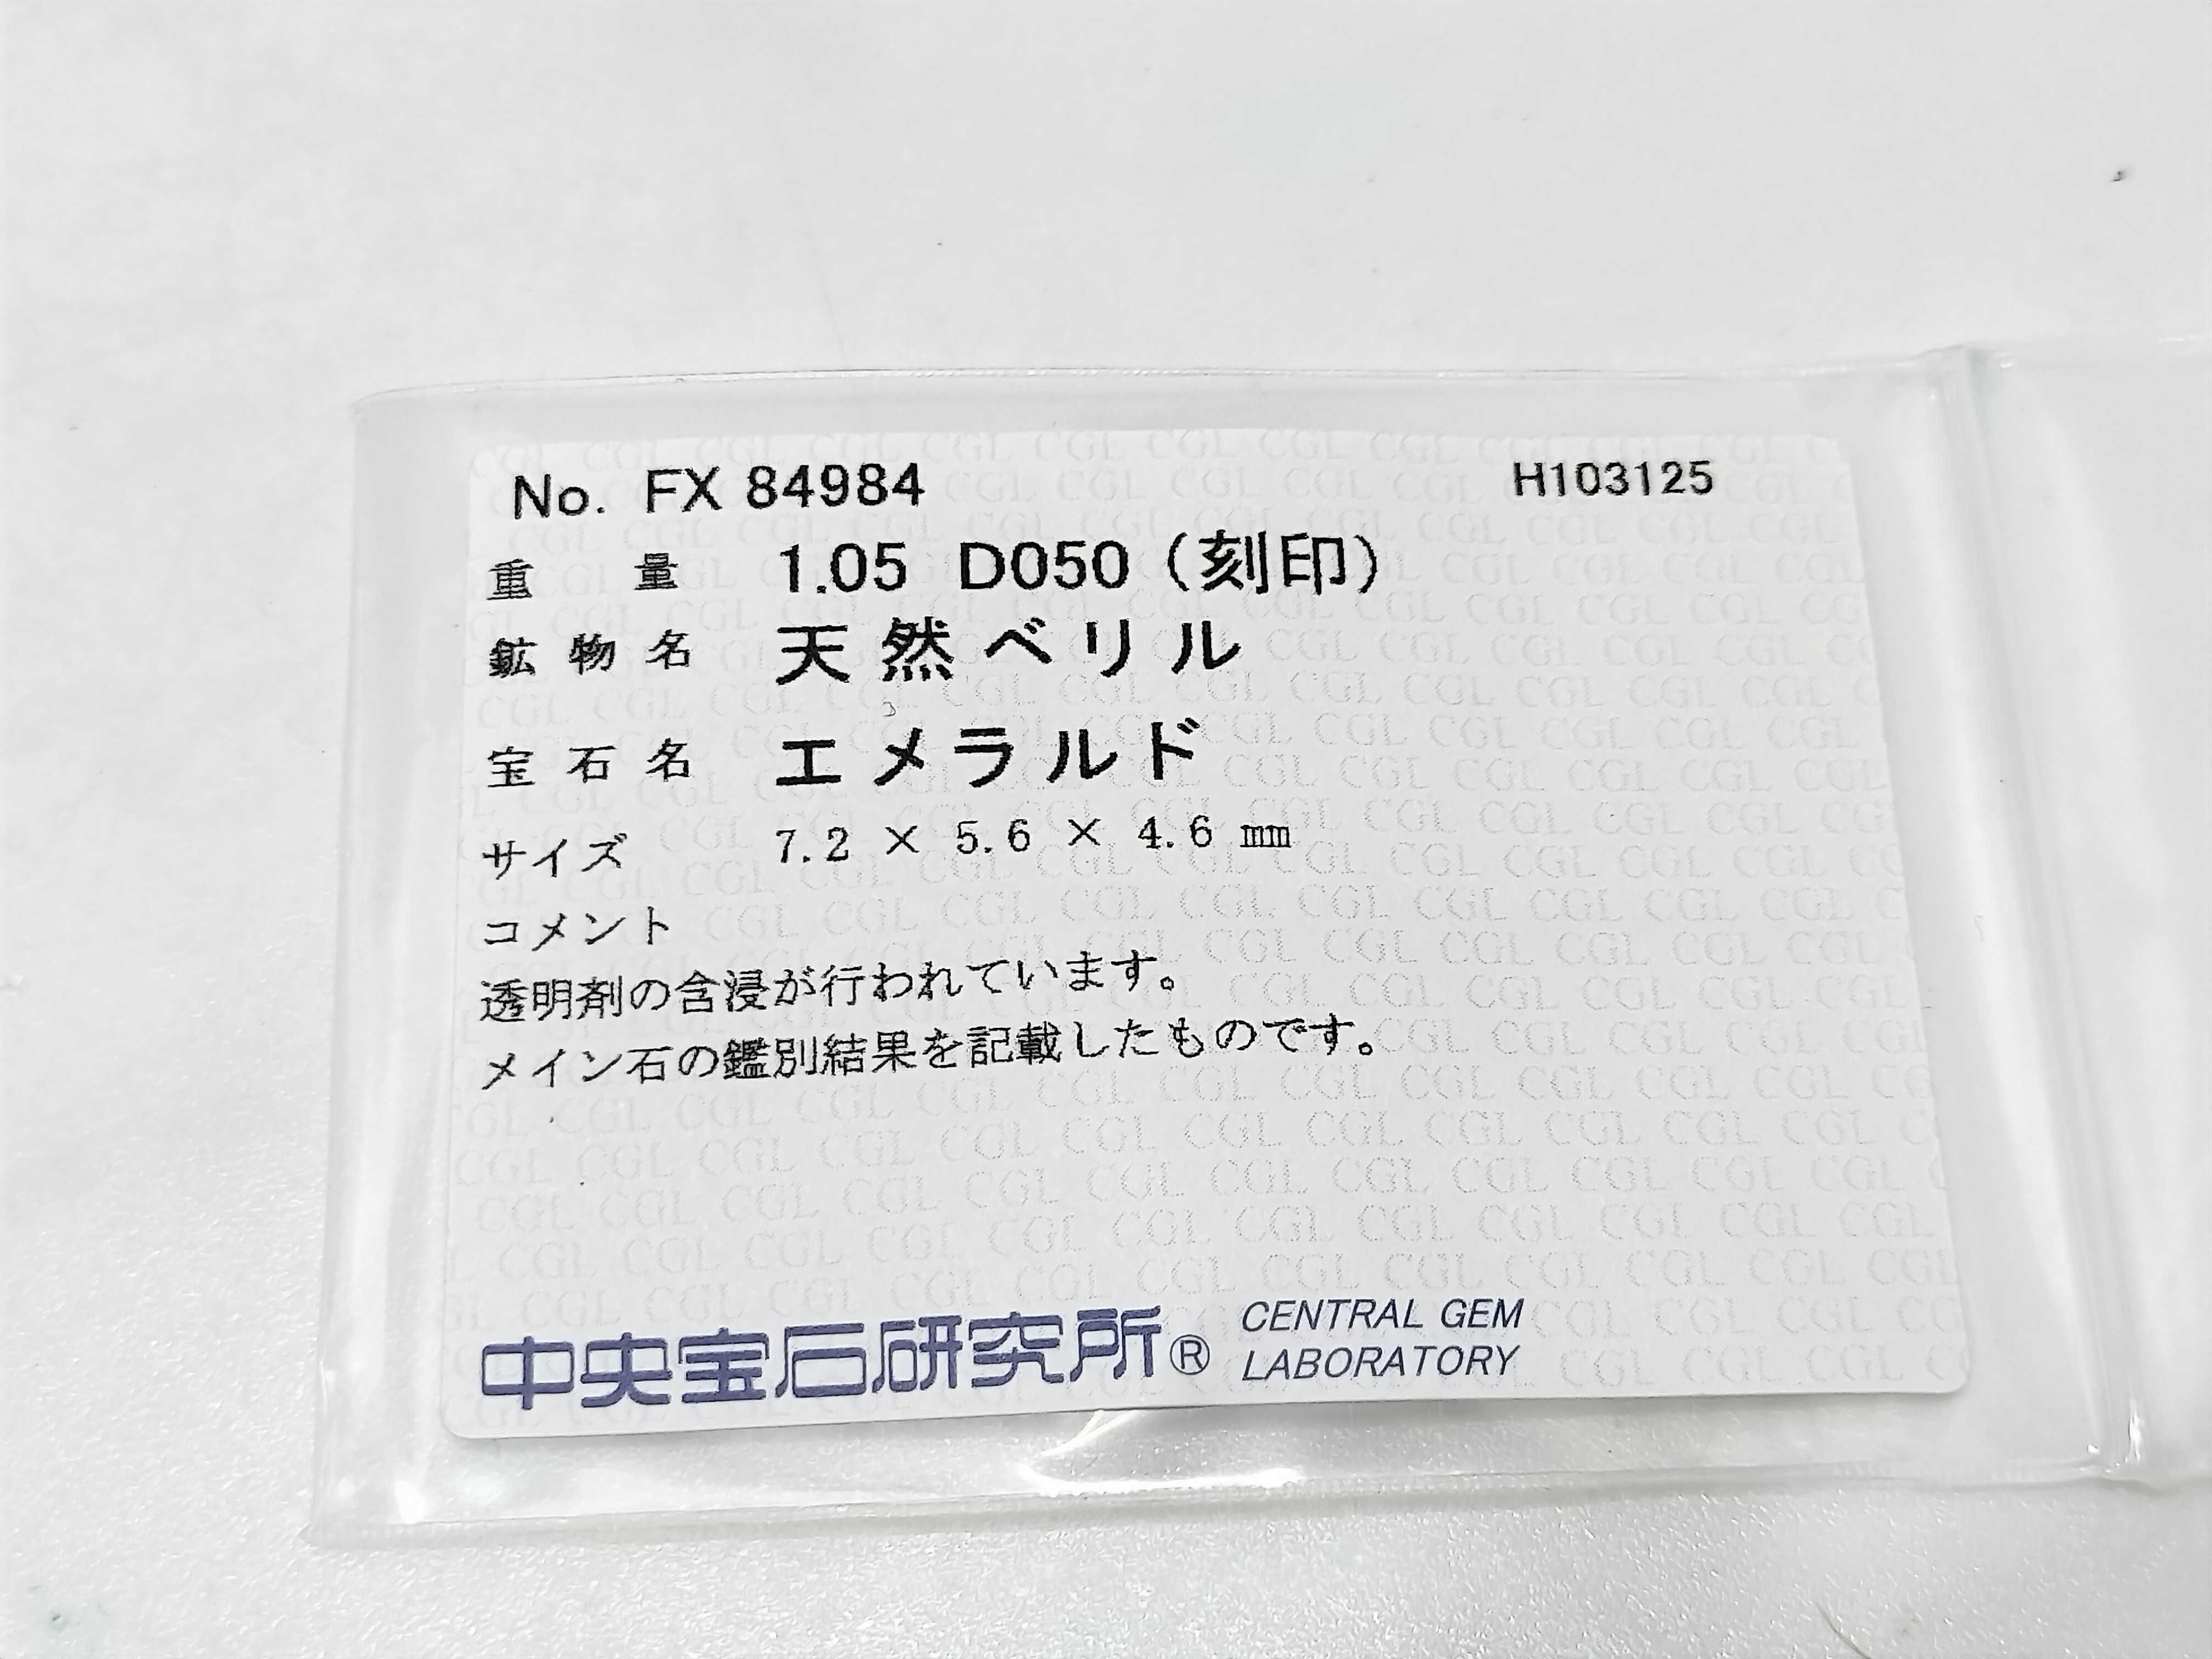 No. FX 84984 H103125
重量 1.05 D050（刻印）
鉱物名 天然ベリル
宝石名 エメラルド
サイズ 7.2 × 5.6 × 4.6 ㎜
コメント
透明剤の含浸が行われています。
メイン石の鑑別結果を記載したものです。
中央宝石研究所® CENTRAL GEM
LABORATORY